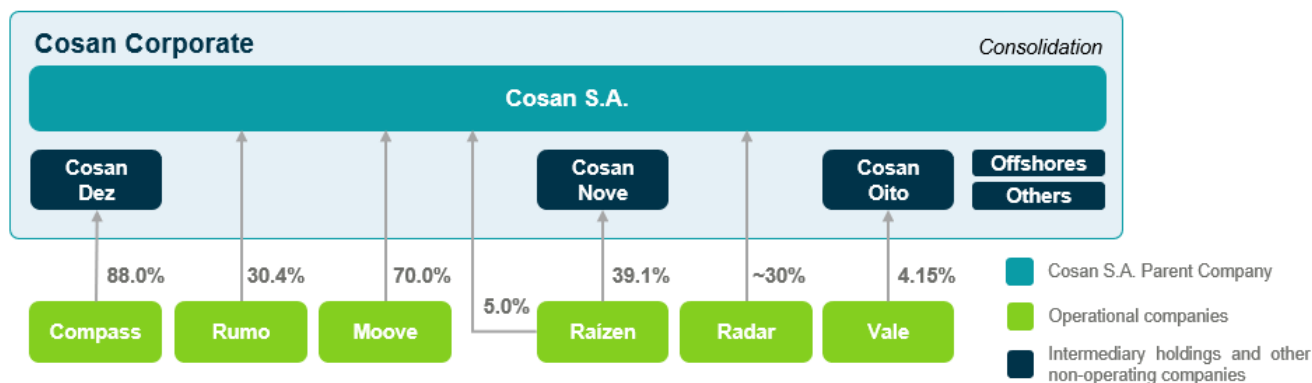 Cosan Corporate
Consolidation
Cosan S.A.
Cosan
Dez
Cosan
Nove
Cosan
Oito
Offshores
Others
88.0%
30.4%
70.0%
5.0%
39.1%
~30%
4.15%
Compass
Rumo
Moove
Raízen
Radar
Vale
Cosan S.A. Parent Company
Operational companies
Intermediary holdings and other
non-operating companies